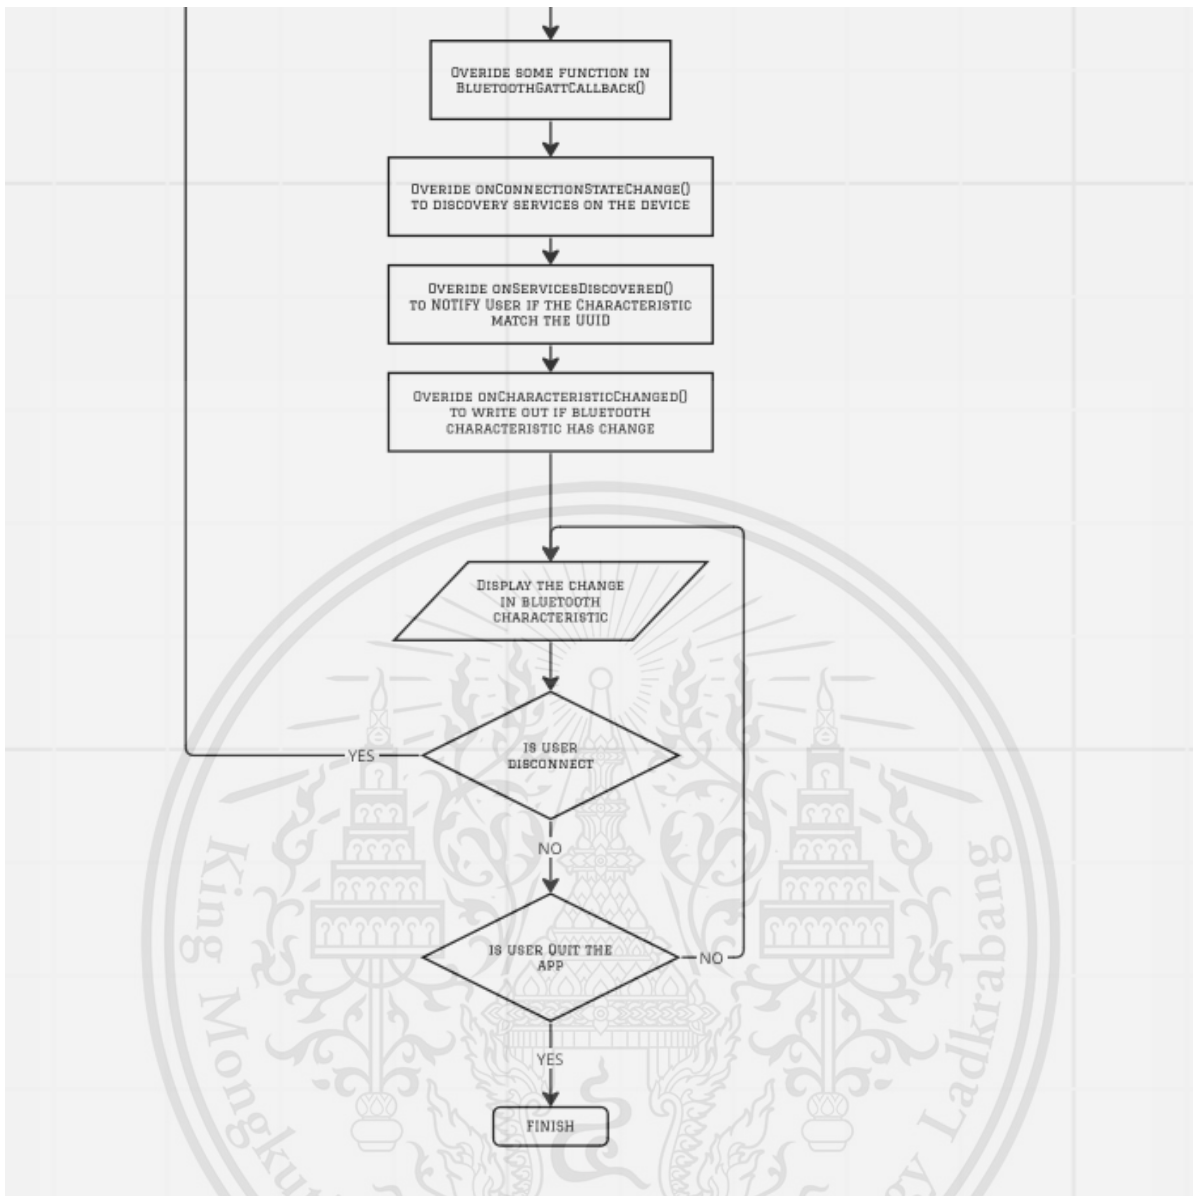 Overide some function in
BluetoothGattCallback()
Overide onConnectionStateChange()
to discovery services on the device
Overide onServicesDiscovered()
to NOTIFY User if the Characteristic
match the UUID
Overide onCharacteristicChanged()
to write out if bluetooth
characteristic has change
Display the change
in bluetooth
characteristic
is user
disconnect
YES
NO
is user Quit the
app
NO
YES
FINISH
King Mongkut
Ladkrabang